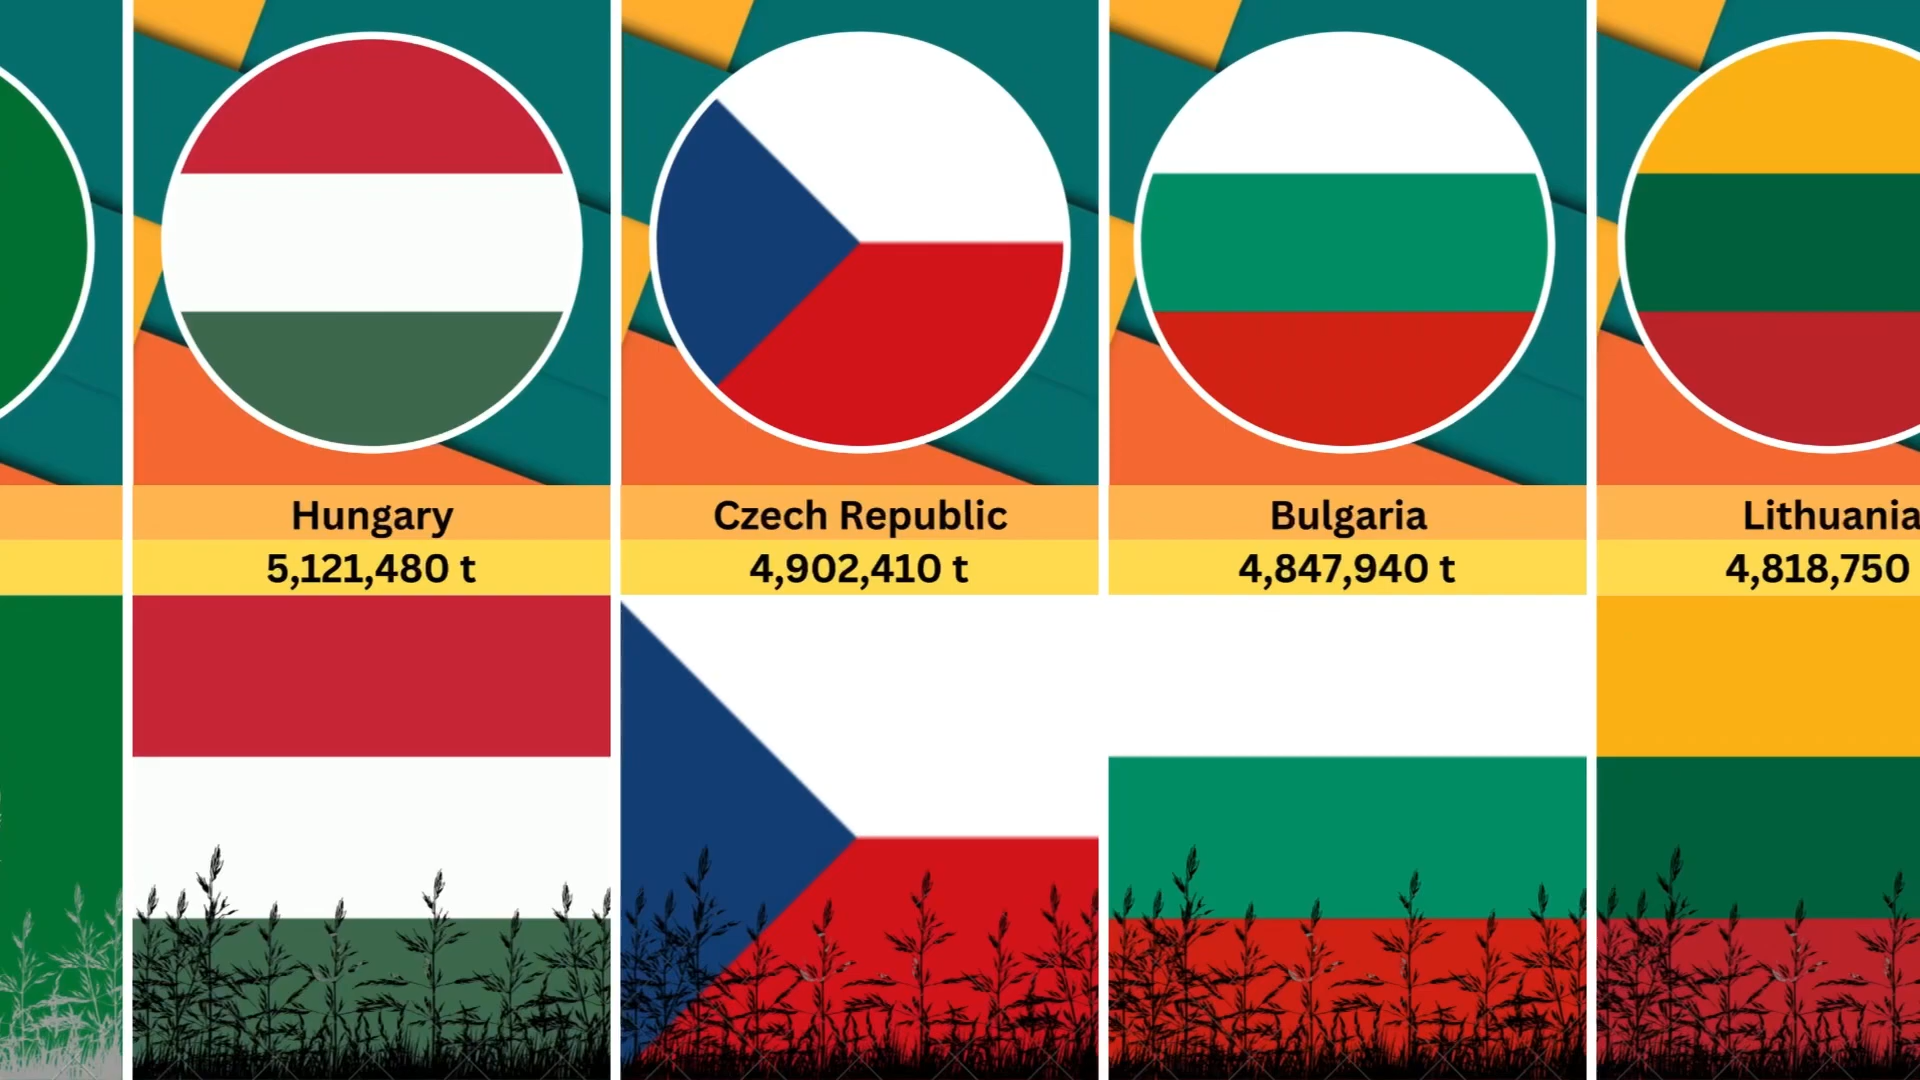 Hungary
5,121,480 t
Czech Republic
4,902,410 t
Bulgaria
4,847,940 t
Lithuania
4,818,750